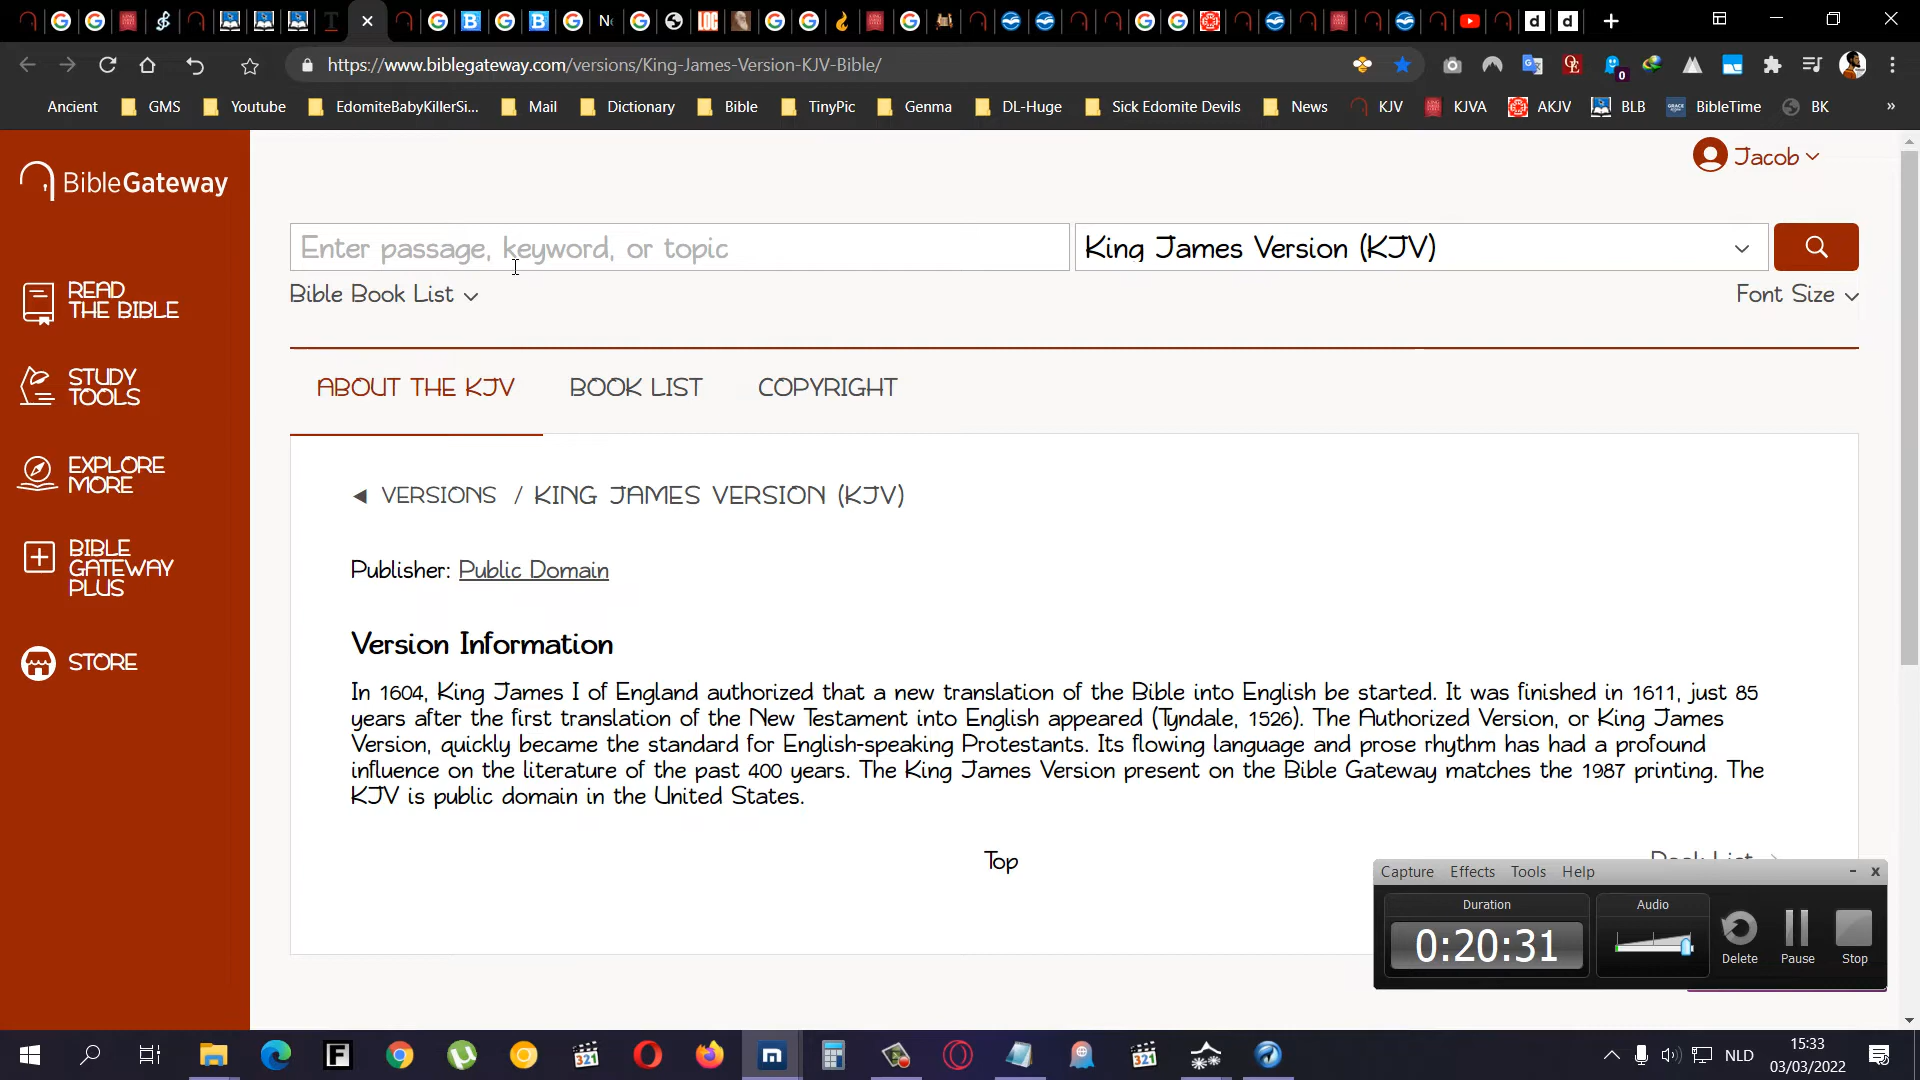 https://www.biblegateway.com/versions/King-James-Version-KJV-Bible/
Ancient GMS Youtube EdomiteBabyKillerSi... Mail Dictionary Bible TinyPic Genma DL-Huge Sick Edomite Devils News KJV KJVA AKJV BLB BibleTime BK »
BibleGateway
Jacob
Enter passage, keyword, or topic
King James Version (KJV)
Bible Book List
Font Size
READ
THE BIBLE
STUDY
TOOLS
EXPLORE
MORE
BIBLE
GATEWAY
PLUS
STORE
ABOUT THE KJV BOOK LIST COPYRIGHT
VERSIONS / KING JAMES VERSION (KJV)
Publisher: Public Domain
Version Information
In 1604, King James I of England authorized that a new translation of the Bible into English be started. It was finished in 1611, just 85
years after the first translation of the New Testament into English appeared (Tyndale, 1526). The Authorized Version, or King James
Version, quickly became the standard for English-speaking Protestants. Its flowing language and prose rhythm has had a profound
influence on the literature of the past 400 years. The King James Version present on the Bible Gateway matches the 1987 printing. The
KJV is public domain in the United States.
Top
Book List
Capture Effects Tools Help
Duration
Audio
0:20:31
Delete Pause Stop
NLD
15:33
03/03/2022